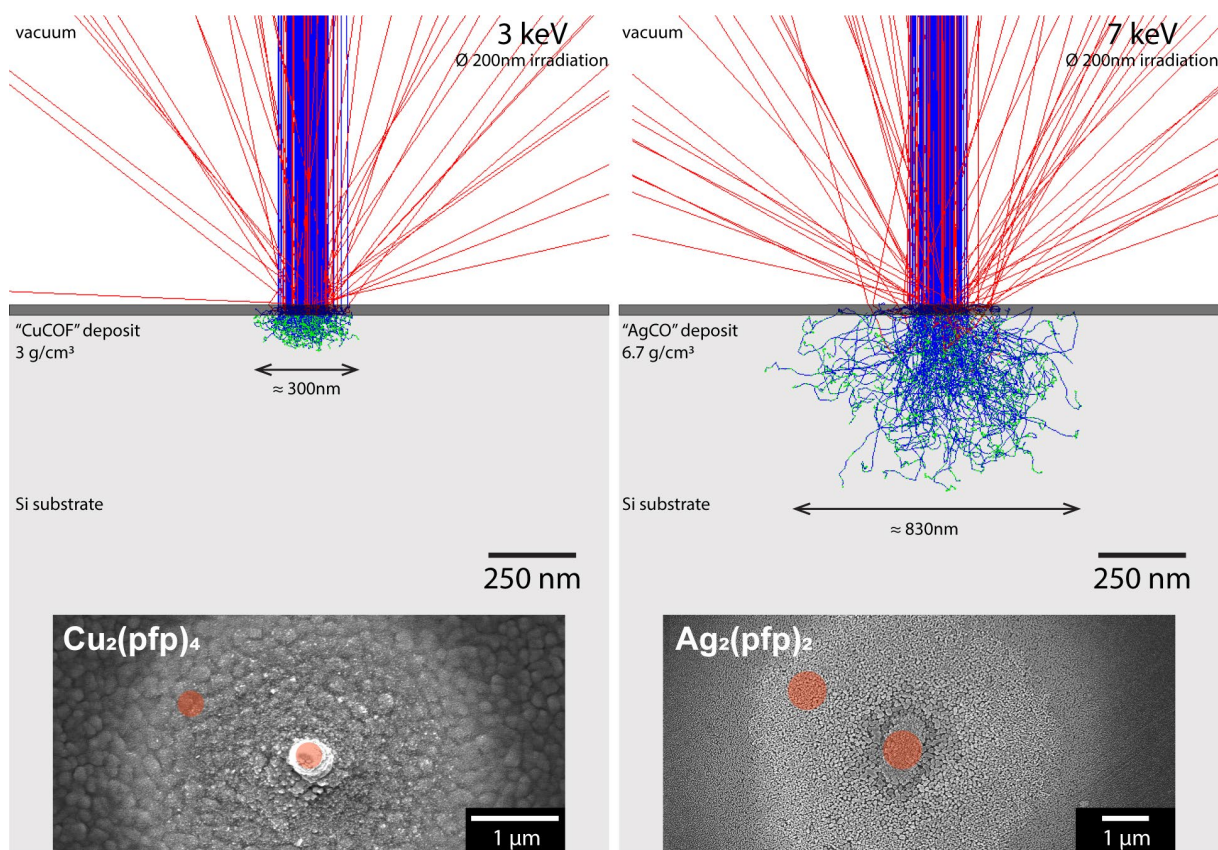 vacuum
3 keV
Ø 200nm irradiation
"CuCOF" deposit
3 g/cm³
≈ 300nm
Si substrate
250 nm
Cu₂(pfp)₄
1 µm
vacuum
7 keV
Ø 200nm irradiation
"AgCO" deposit
6.7 g/cm³
Si substrate
≈ 830nm
250 nm
Ag₂(pfp)₂
1 µm